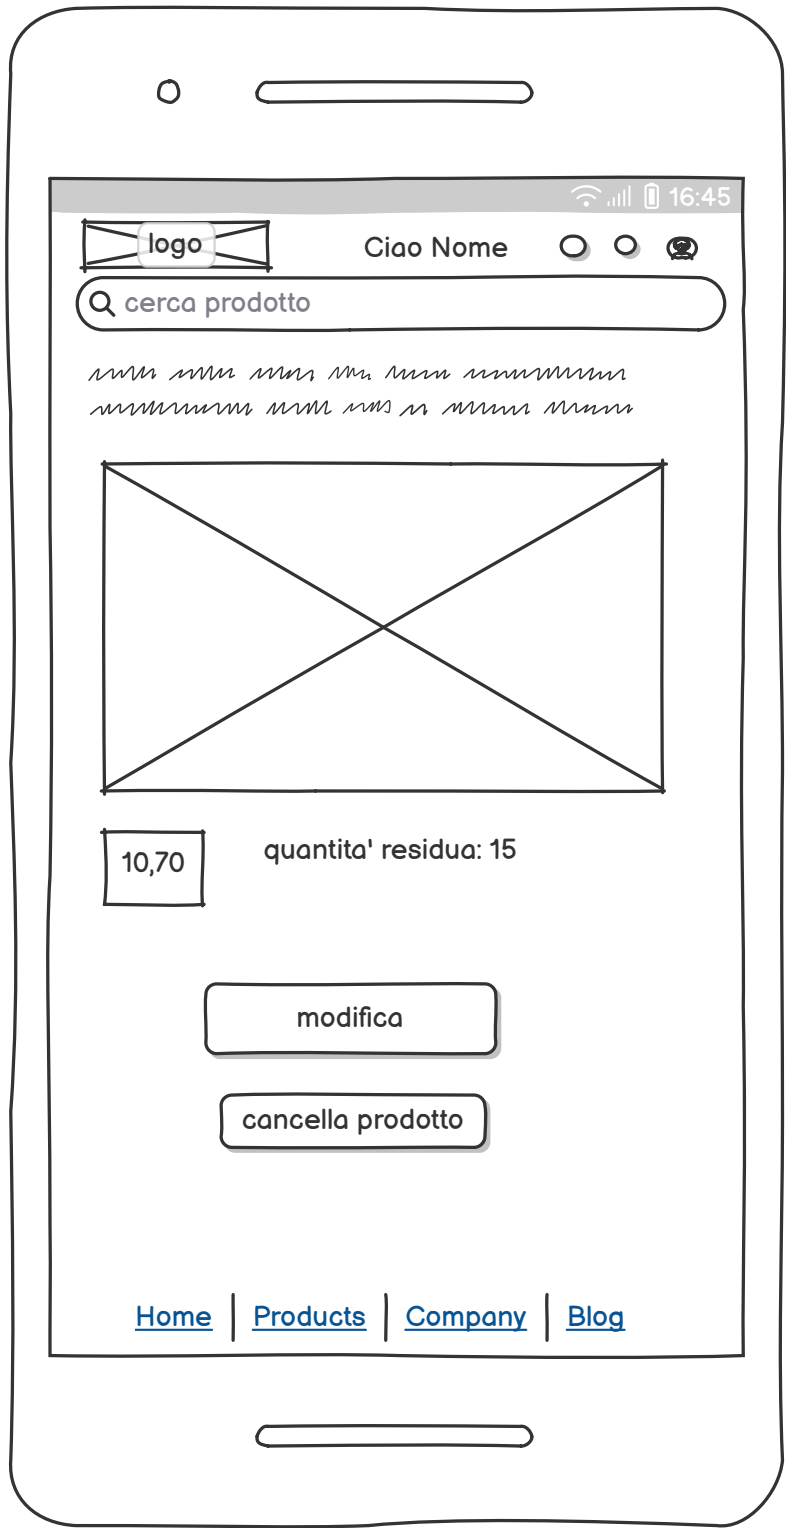 16:45
logo
Ciao Nome
cerca prodotto
10,70
quantita' residua: 15
modifica
cancella prodotto
Home
Products
Company
Blog